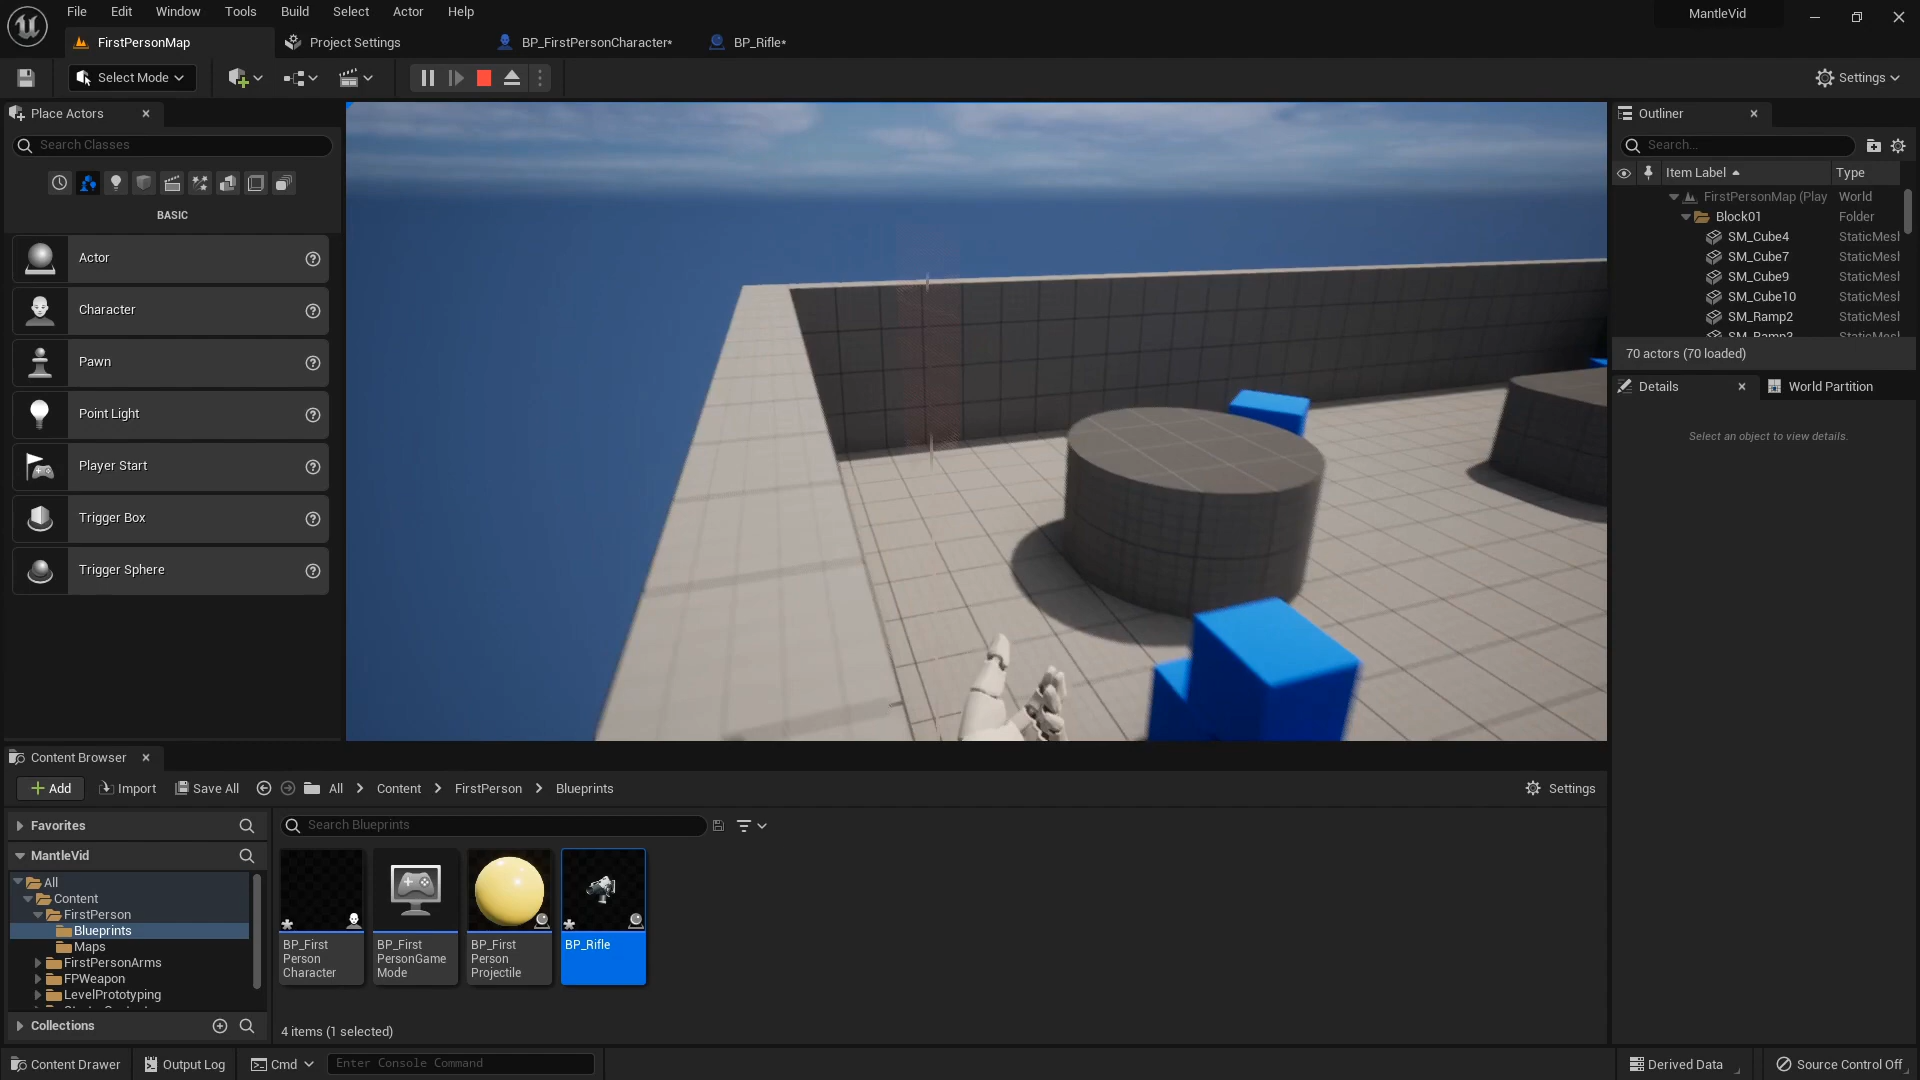 File Edit Window Tools Build Select Actor Help
MantleVid
FirstPersonMap
Project Settings
BP_FirstPersonCharacter*
BP_Rifle*
Select Mode
Settings
Place Actors
Search Classes
BASIC
Actor
Character
Pawn
Point Light
Player Start
Trigger Box
Trigger Sphere
Outliner
Search...
Item Label Type
FirstPersonMap (Play World
Block01 Folder
SM_Cube4 StaticMesl
SM_Cube7 StaticMesl
SM_Cube9 StaticMesl
SM_Cube10 StaticMesl
SM_Ramp2 StaticMesl
70 actors (70 loaded)
Details
World Partition
Select an object to view details.
Content Browser
Add Import Save All All Content FirstPerson Blueprints
Settings
Favorites
MantleVid
All
Content
FirstPerson
Blueprints
Maps
FirstPersonArms
FPWeapon
LevelPrototyping
Collections
Search Blueprints
BP_First
Person
Character
BP_First
PersonGame
Mode
BP_First
Person
Projectile
BP_Rifle
4 items (1 selected)
Content Drawer Output Log Cmd Enter Console Command
Derived Data Source Control Off